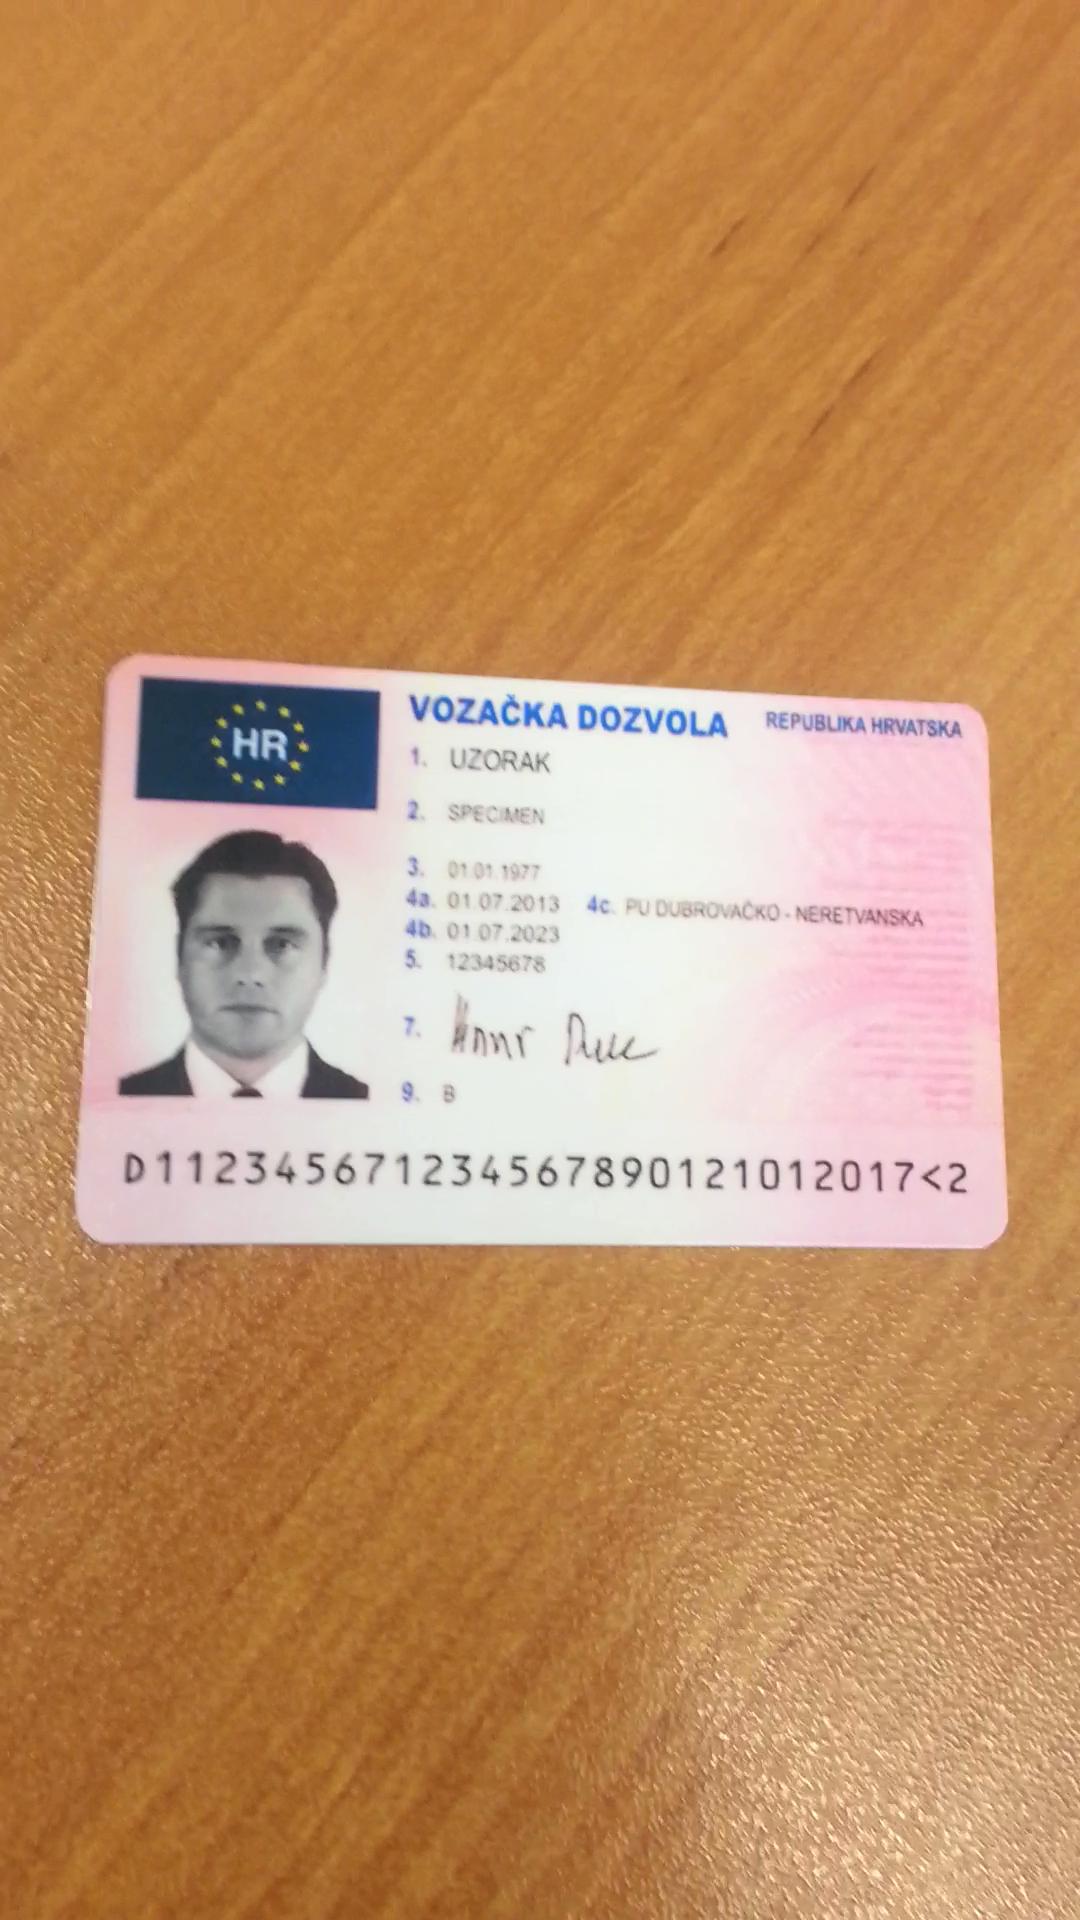 HR
VOZAČKA DOZVOLA REPUBLIKA HRVATSKA
1. UZORAK
2. SPECIMEN
3. 01.01.1977
4a. 01.07.2013 4c. PU DUBROVAČKO - NERETVANSKA
4b. 01.07.2023
5. 12345678
7.
9. B
D11234567123456789012101 2017<2